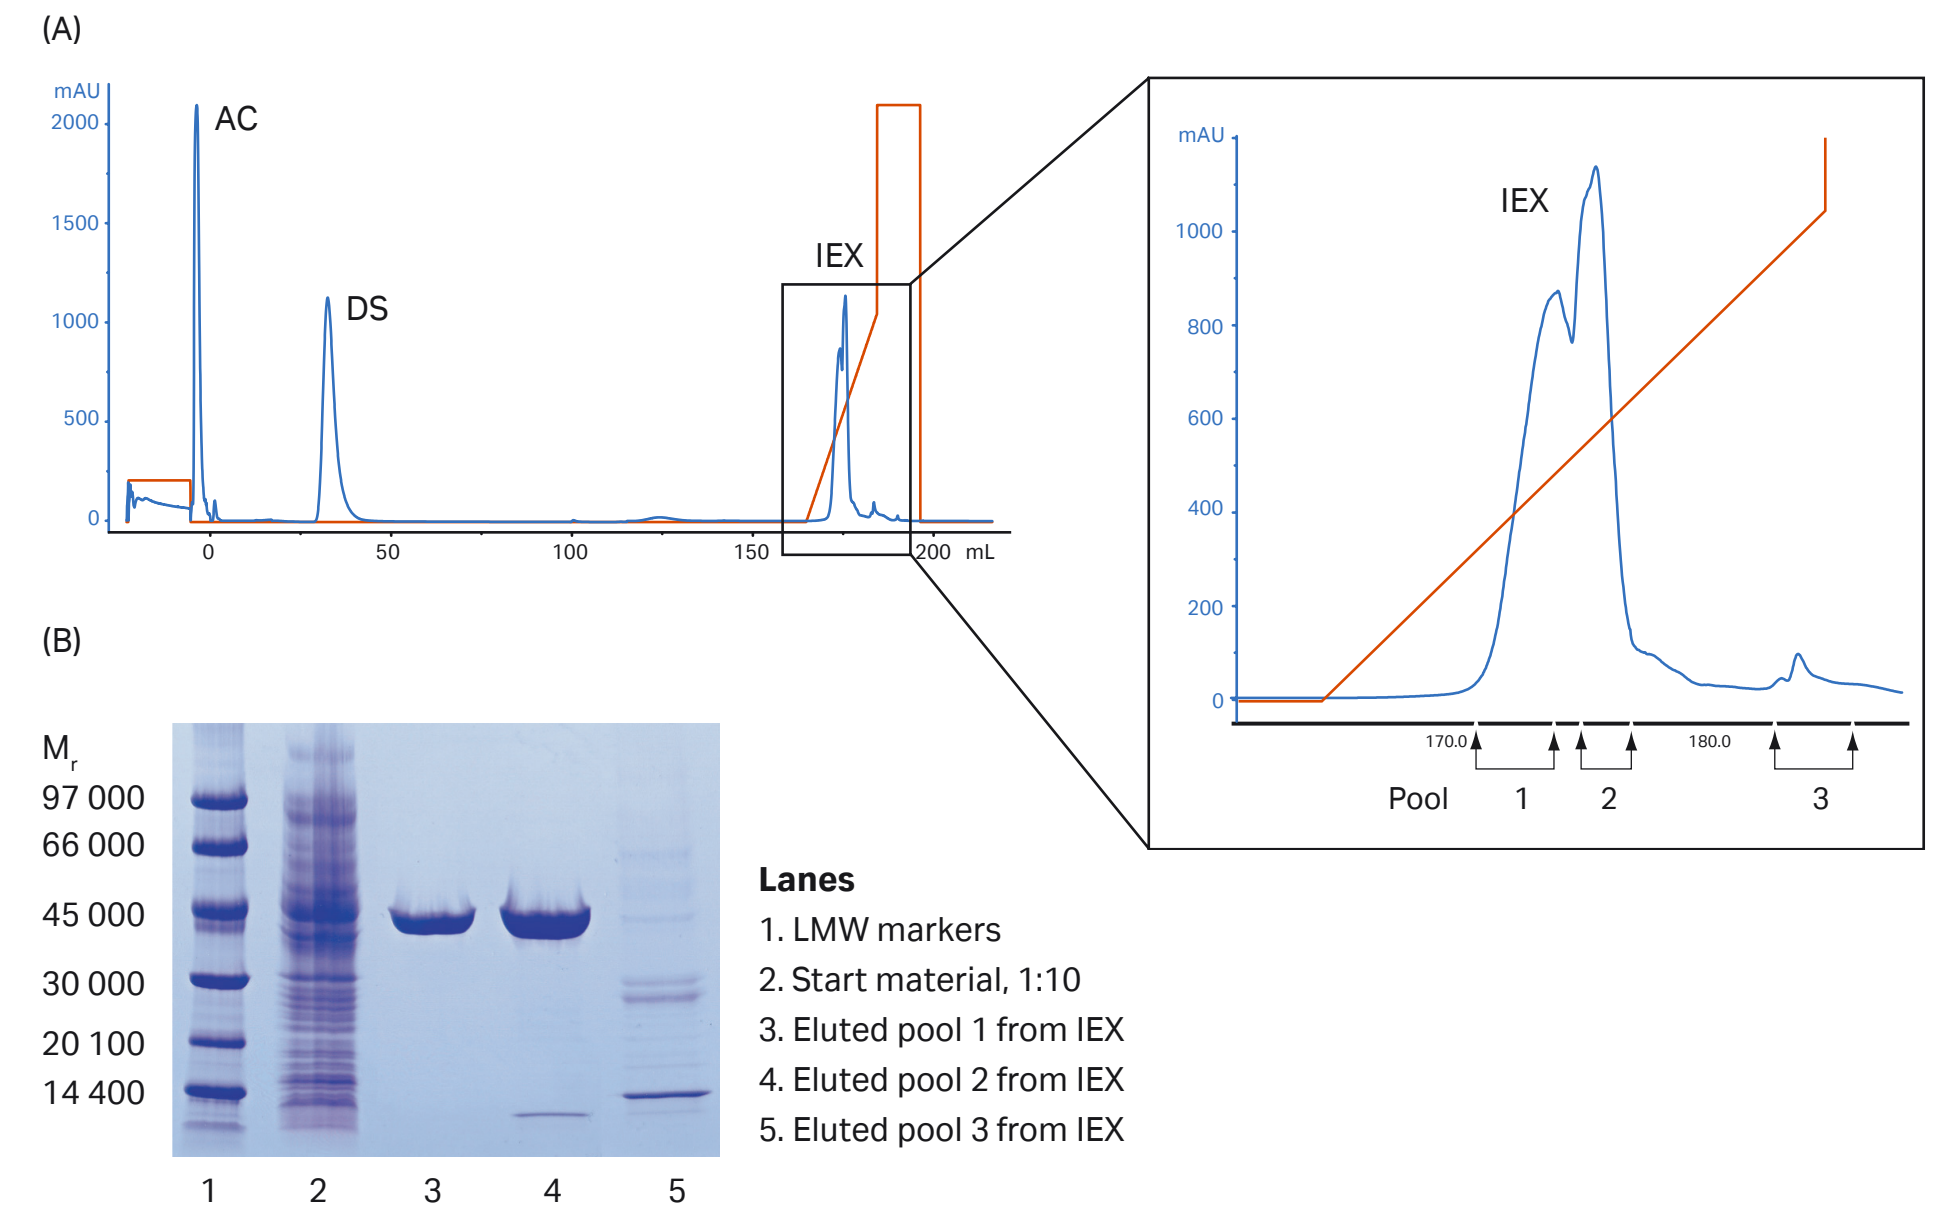 (A)
mAU
2000
1500
1000
500
0
AC
DS
IEX
0 50 100 150 200 mL
mAU
1000
800
600
400
200
0
IEX
170.0 180.0
Pool 1 2 3
(B)
Mr
97 000
66 000
45 000
30 000
20 100
14 400
1 2 3 4 5
Lanes
1. LMW markers
2. Start material, 1:10
3. Eluted pool 1 from IEX
4. Eluted pool 2 from IEX
5. Eluted pool 3 from IEX